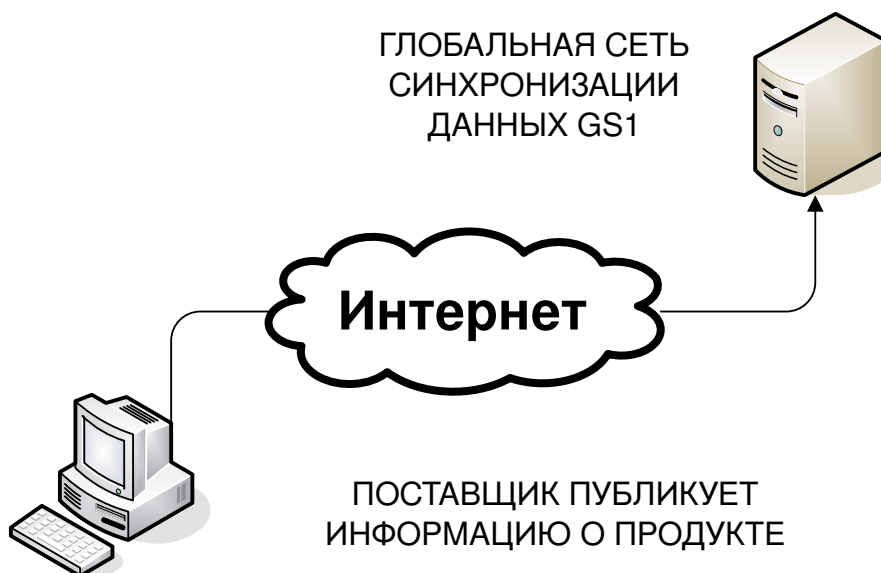 ГЛОБАЛЬНАЯ СЕТЬ
СИНХРОНИЗАЦИИ
ДАННЫХ GS1
Интернет
ПОСТАВЩИК ПУБЛИКУЕТ
ИНФОРМАЦИЮ О ПРОДУКТЕ